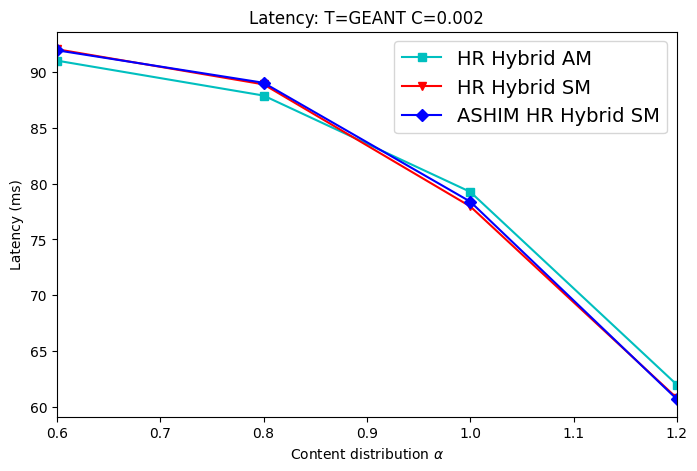 Latency: T=GEANT C=0.002
HR Hybrid AM
HR Hybrid SM
ASHIM HR Hybrid SM
Latency (ms)
90
85
80
75
70
65
60
0.6 0.7 0.8 0.9 1.0 1.1 1.2
Content distribution α